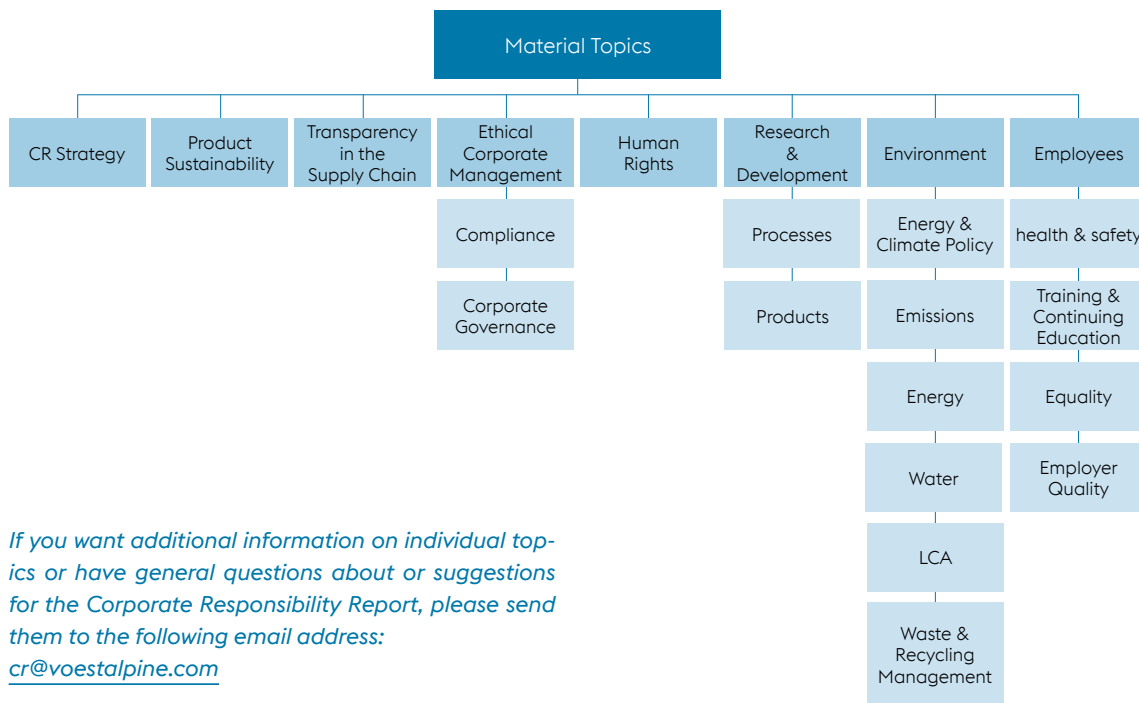 Material Topics
CR Strategy
Product
Sustainability
Transparency
in the
Supply Chain
Ethical
Corporate
Management
Human
Rights
Research
&
Development
Environment
Employees
Compliance
Corporate
Governance
Processes
Products
Energy &
Climate Policy
Emissions
Energy
Water
LCA
Waste &
Recycling
Management
health & safety
Training &
Continuing
Education
Equality
Employer
Quality
If you want additional information on individual top-
ics or have general questions about or suggestions
for the Corporate Responsibility Report, please send
them to the following email address:
cr@voestalpine.com